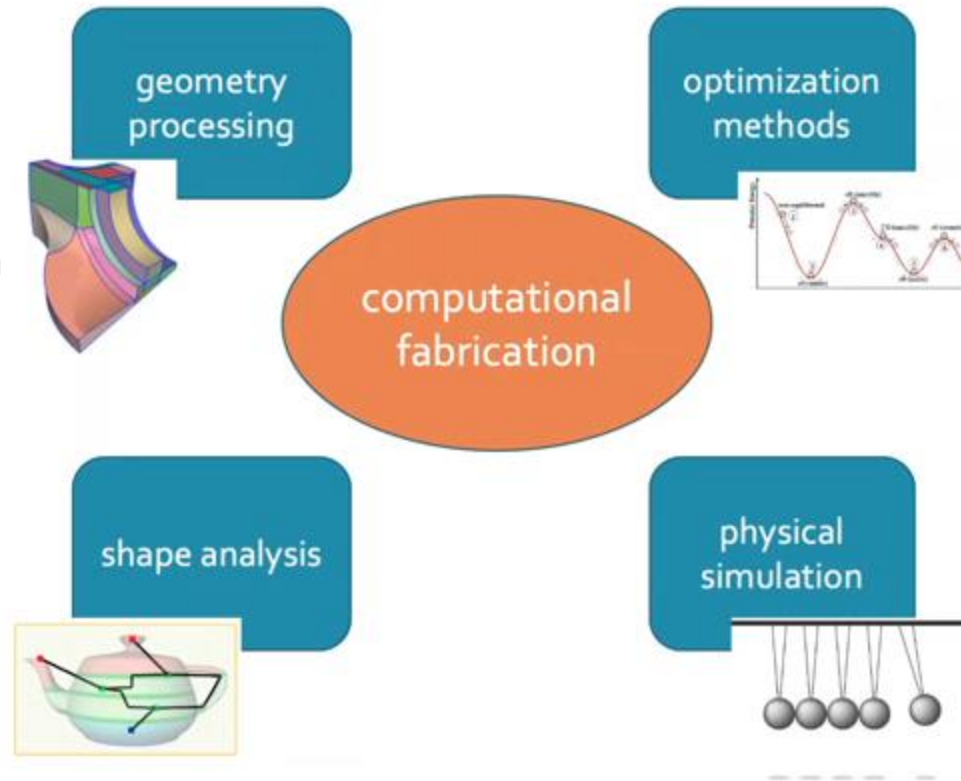 geometry
processing
optimization
methods
computational
fabrication
shape analysis
physical
simulation